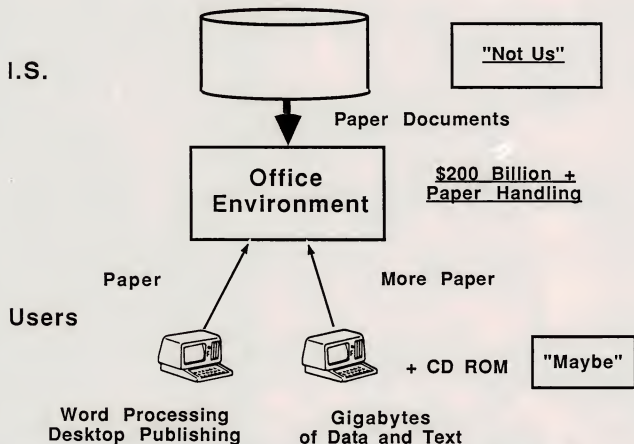 I.S.
"Not Us"
Paper Documents
Office
Environment
$200 Billion +
Paper Handling
Paper
More Paper
Users
+ CD ROM
"Maybe"
Word Processing
Desktop Publishing
Gigabytes
of Data and Text